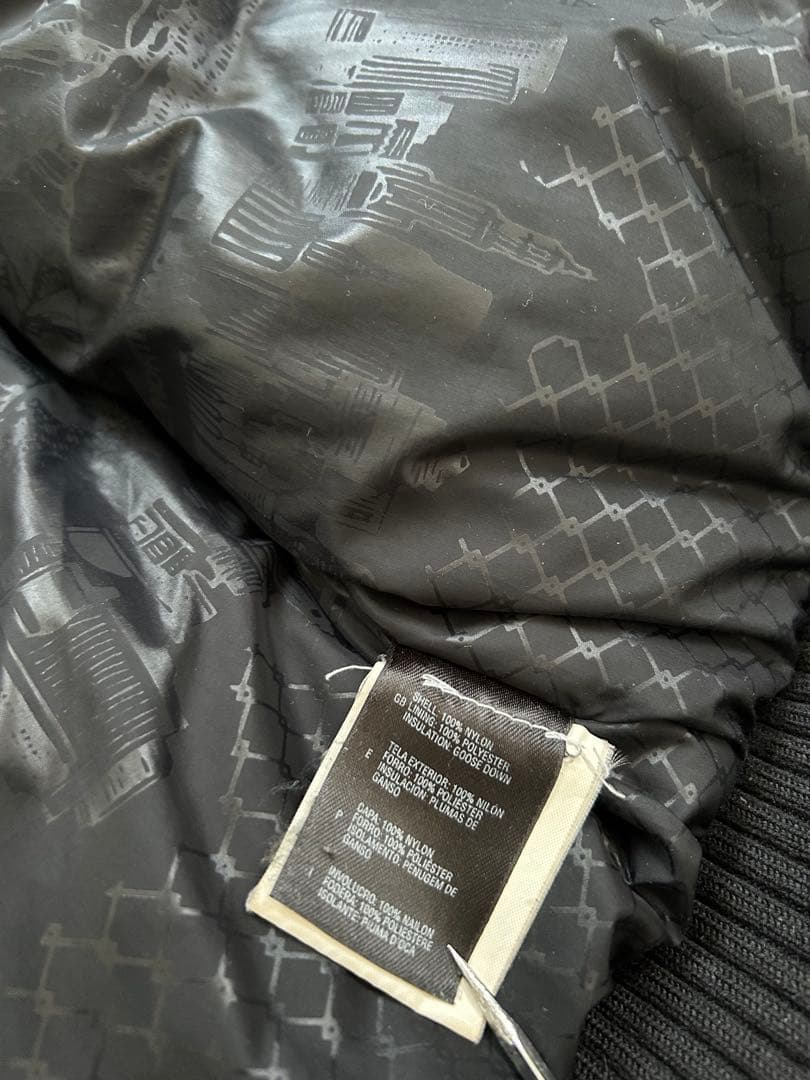 SHELL: 100% NYLON
GB LINING: 100% POLYESTER
INSULATION: GOOSE DOWN
TELA EXTERIOR, 100% NILÓN
E FORRO: 100% POLIESTER
INSULACION, PLUMAS DE
GANSO
CAPA: 100% NYLON
P FORRO: 100% POLIÉSTER
ISOLAMENTO, PENUGEM DE
GANSO
INVOLUCRO: 100% NAILON
I FODERA: 100% POLIESTERE
ISOLANTE: PIUMA D'OCA